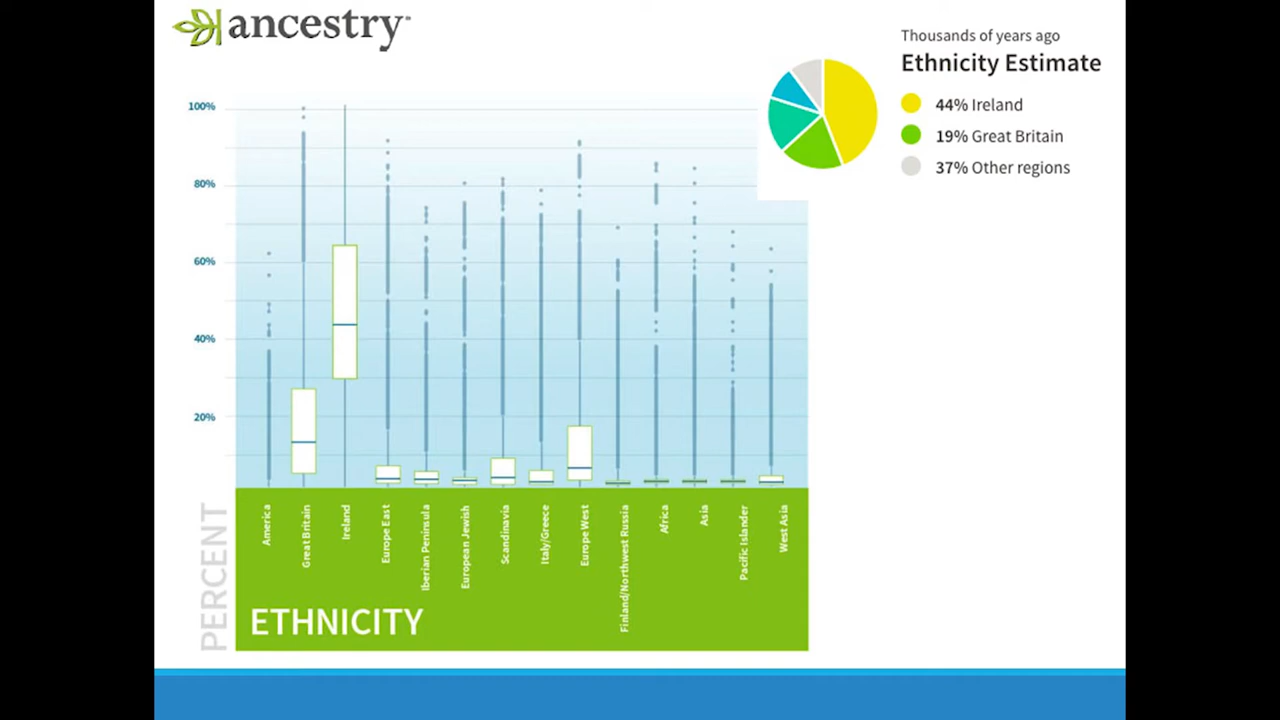 ancestry
Thousands of years ago
Ethnicity Estimate
44% Ireland
19% Great Britain
37% Other regions
100%
80%
60%
40%
20%
PERCENT
America
Great Britain
Ireland
Europe East
Iberian Peninsula
European Jewish
Scandinavia
Italy/Greece
Europe West
Finland/Northwest Russia
Africa
Asia
Pacific Islander
West Asia
ETHNICITY